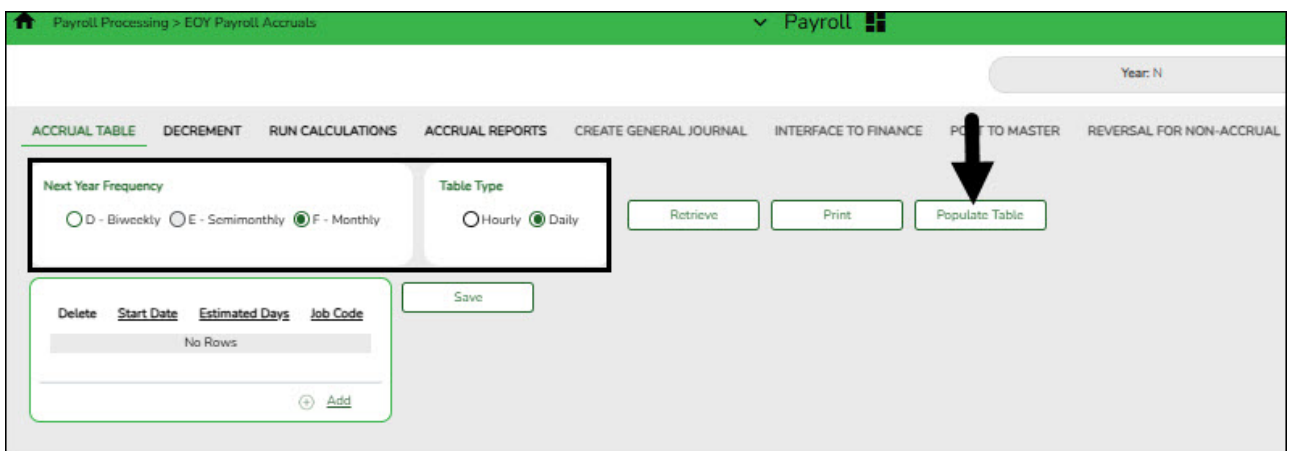 Payroll Processing > EOY Payroll Accruals
Payroll
Year: N
ACCRUAL TABLE DECREMENT RUN CALCULATIONS ACCRUAL REPORTS CREATE GENERAL JOURNAL INTERFACE TO FINANCE TO MASTER REVERSAL FOR NON-ACCRUAL
Next Year Frequency
Table Type
D - Biweekly E - Semimonthly F - Monthly
Hourly Daily
Retrieve Print Populate Table
Save
Delete Start Date Estimated Days Job Code
No Rows
Add